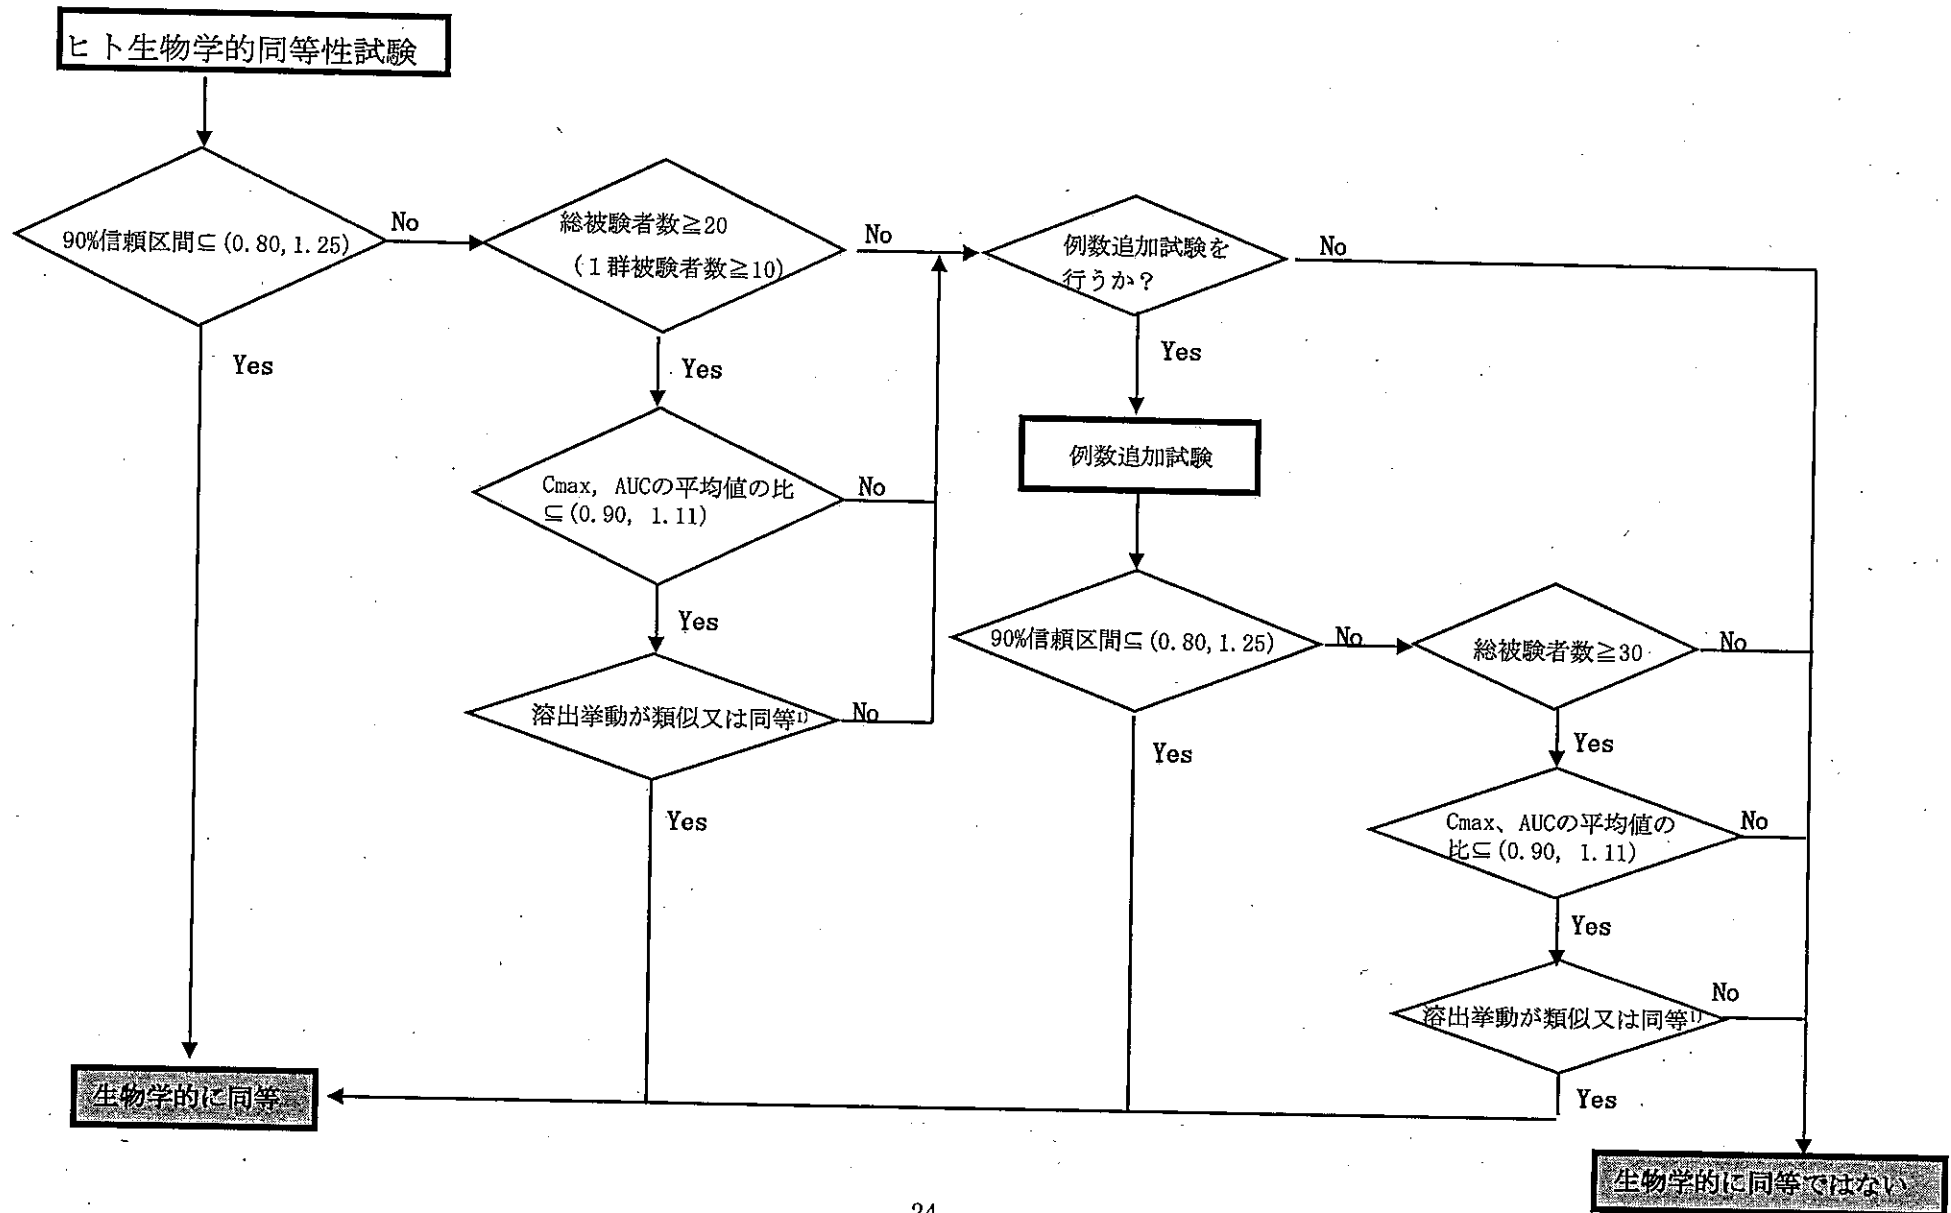 ヒト生物学的同等性試験
90%信頼区間⊆(0.80,1.25)
No
Yes
総被験者数≧20
(1群被験者数≧10)
No
Yes
Cmax, AUCの平均値の比
⊆(0.90, 1.11)
No
Yes
溶出挙動が類似又は同等1)
No
Yes
例数追加試験を
行うか?
No
Yes
例数追加試験
90%信頼区間⊆(0.80,1.25)
No
Yes
総被験者数≧30
No
Yes
Cmax、AUCの平均値の
比⊆(0.90, 1.11)
No
Yes
溶出挙動が類似又は同等1)
No
Yes
生物学的に同等
生物学的に同等ではない
24